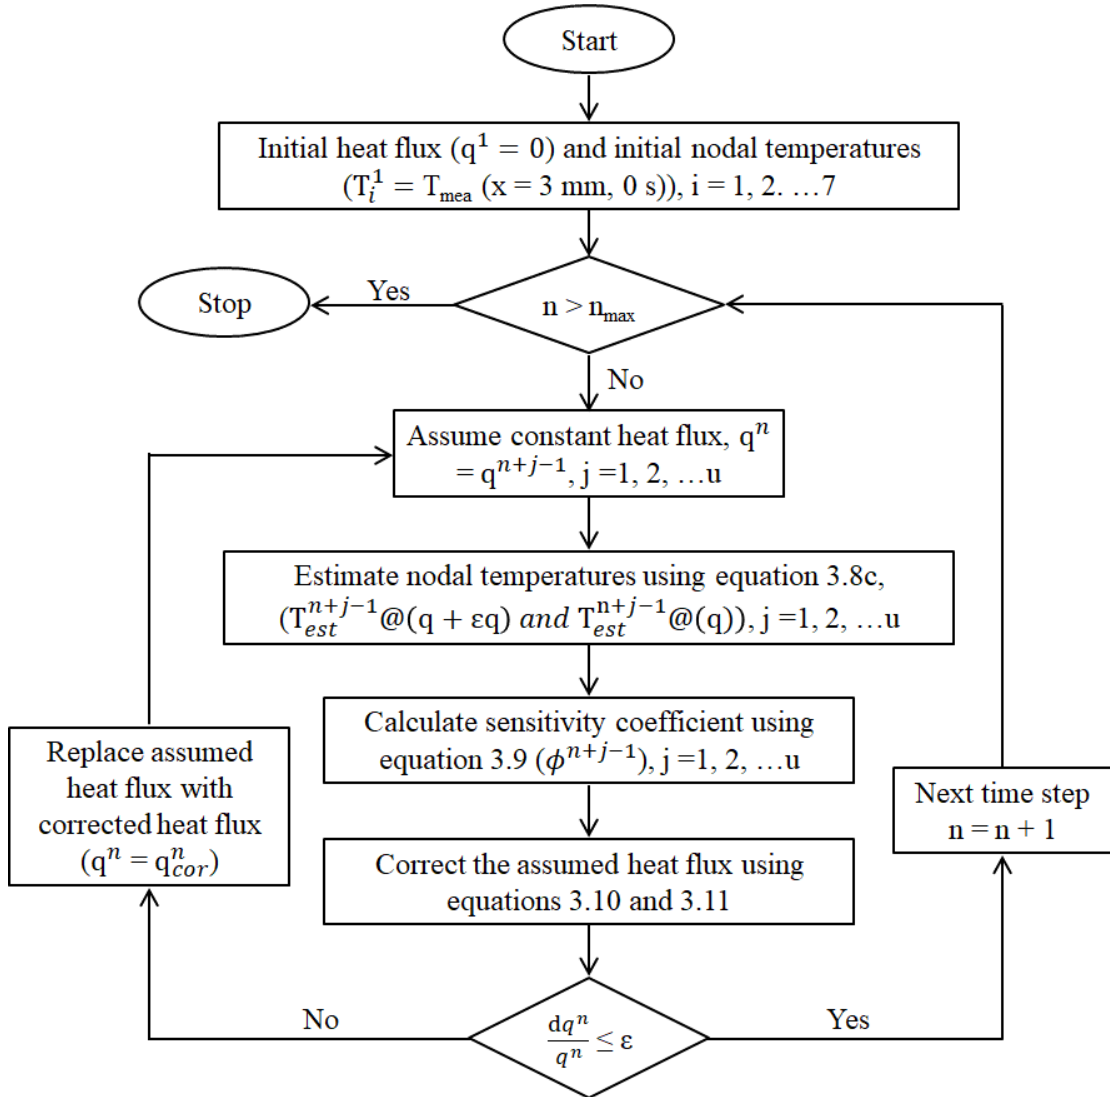 Start
Initial heat flux (q¹ = 0) and initial nodal temperatures
(T_i^1 = T_mea (x = 3 mm, 0 s)), i = 1, 2. …7
Stop
Yes
n > n_max
No
Assume constant heat flux, q^n
= q^{n+j−1}, j =1, 2, …u
Estimate nodal temperatures using equation 3.8c,
(T_est^{n+j−1}@(q + εq) and T_est^{n+j−1}@(q)), j =1, 2, …u
Calculate sensitivity coefficient using
equation 3.9 (ϕ^{n+j−1}), j =1, 2, …u
Replace assumed
heat flux with
corrected heat flux
(q^n = q_cor^n)
Next time step
n = n + 1
Correct the assumed heat flux using
equations 3.10 and 3.11
No
dq^n/q^n ≤ ε
Yes